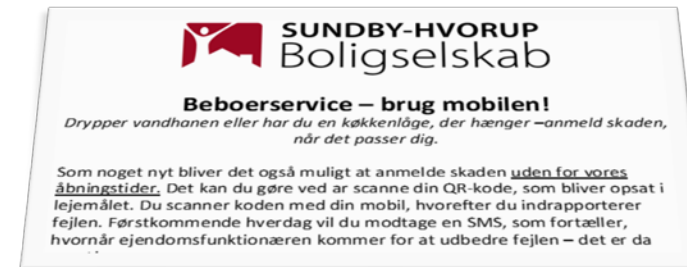 SUNDBY-HVORUP
Boligselskab
Beboerservice – brug mobilen!
Drypper vandhanen eller har du en køkkenlåge, der hænger –anmeld skaden,
når det passer dig.
Som noget nyt bliver det også muligt at anmelde skaden uden for vores
åbningstider. Det kan du gøre ved ar scanne din QR-kode, som bliver opsat i
lejemålet. Du scanner koden med din mobil, hvorefter du indrapporterer
fejlen. Førstkommende hverdag vil du modtage en SMS, som fortæller,
hvornår ejendomsfunktionæren kommer for at udbedre fejlen – det er da